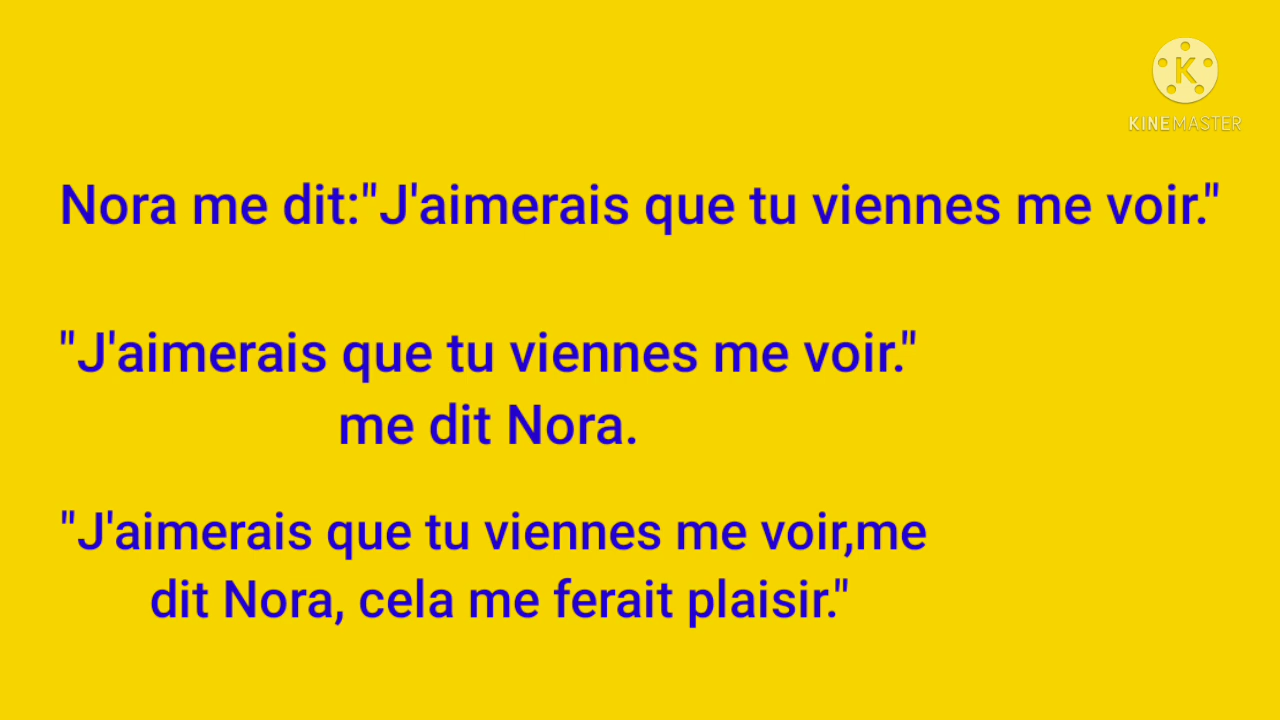 K
KINEMASTER
Nora me dit:"J'aimerais que tu viennes me voir."
"J'aimerais que tu viennes me voir."
me dit Nora.
"J'aimerais que tu viennes me voir,me
dit Nora, cela me ferait plaisir."